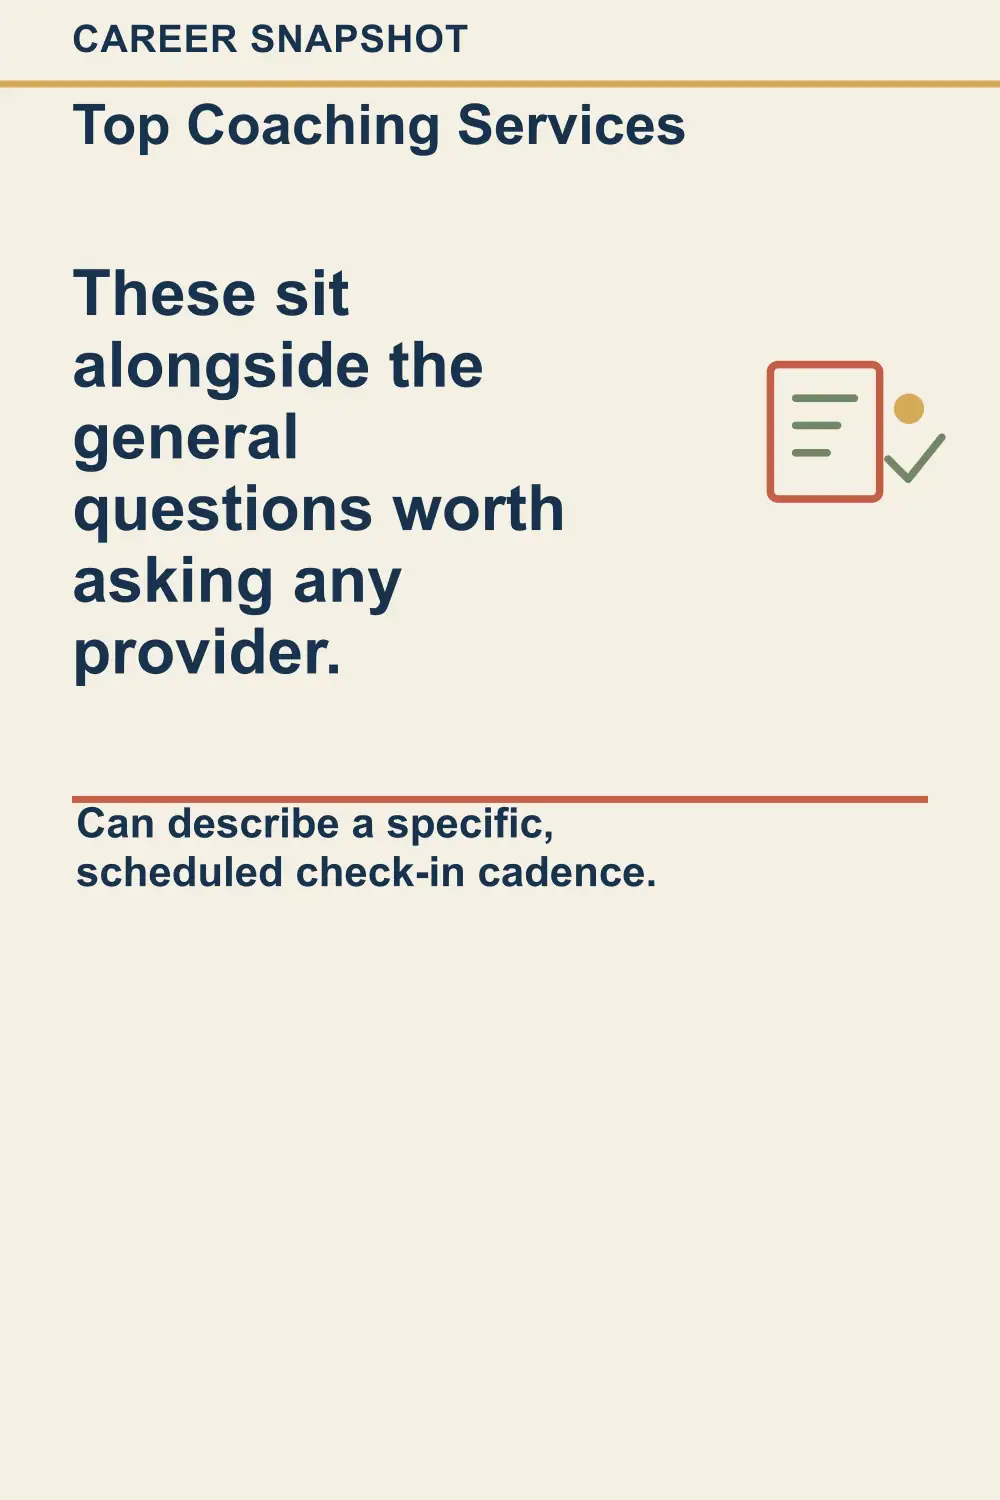 CAREER SNAPSHOT
Top Coaching Services
These sit
alongside the
general
questions worth
asking any
provider.
Can describe a specific,
scheduled check-in cadence.